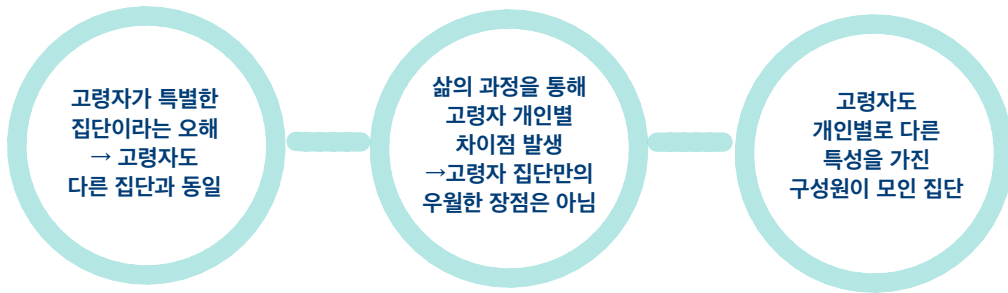 고령자가 특별한
집단이라는 오해
→ 고령자도
다른 집단과 동일
삶의 과정을 통해
고령자 개인별
차이점 발생
→고령자 집단만의
우월한 장점은 아님
고령자도
개인별로 다른
특성을 가진
구성원이 모인 집단